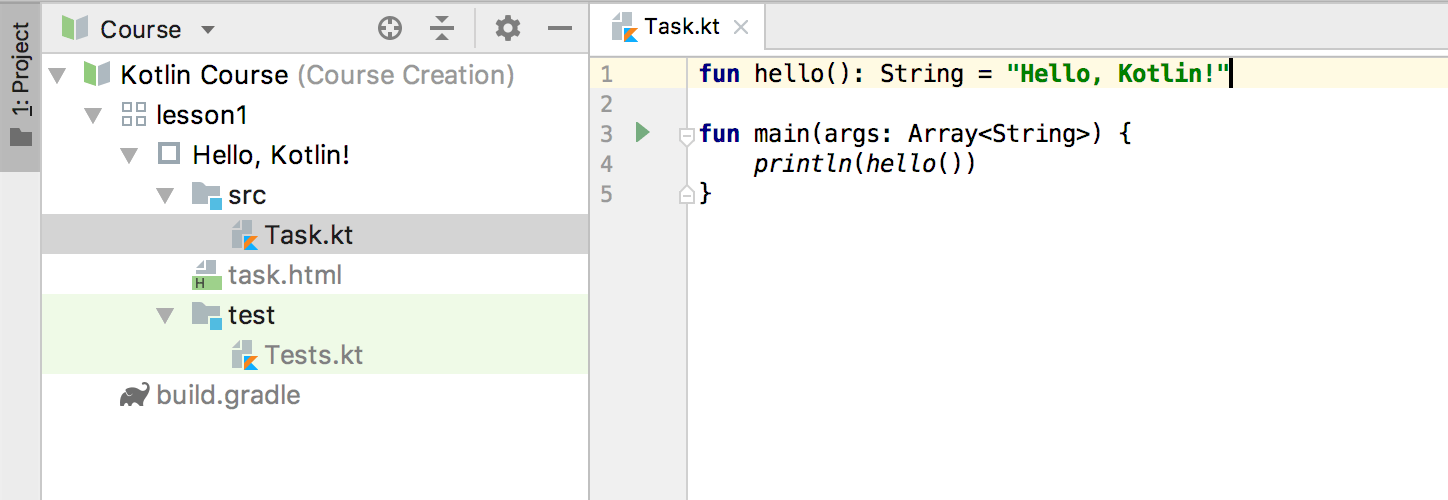 1: Project
Course
Kotlin Course (Course Creation)
lesson1
Hello, Kotlin!
src
Task.kt
H task.html
test
Tests.kt
build.gradle
Task.kt
1 fun hello(): String = "Hello, Kotlin!"
2
3 fun main(args: Array<String>) {
4     println(hello())
5 }